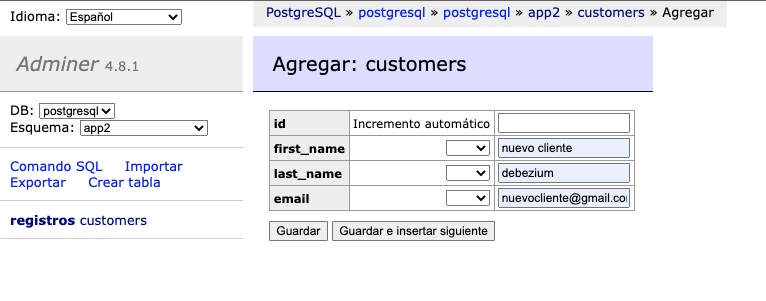 Idioma: Español
PostgreSQL » postgresql » postgresql » app2 » customers » Agregar
Adminer 4.8.1
Agregar: customers
DB: postgresql
Esquema: app2
Comando SQL Importar
Exportar Crear tabla
registros customers
id Incremento automático
first_name nuevo cliente
last_name debezium
email nuevocliente@gmail.co
Guardar Guardar e insertar siguiente